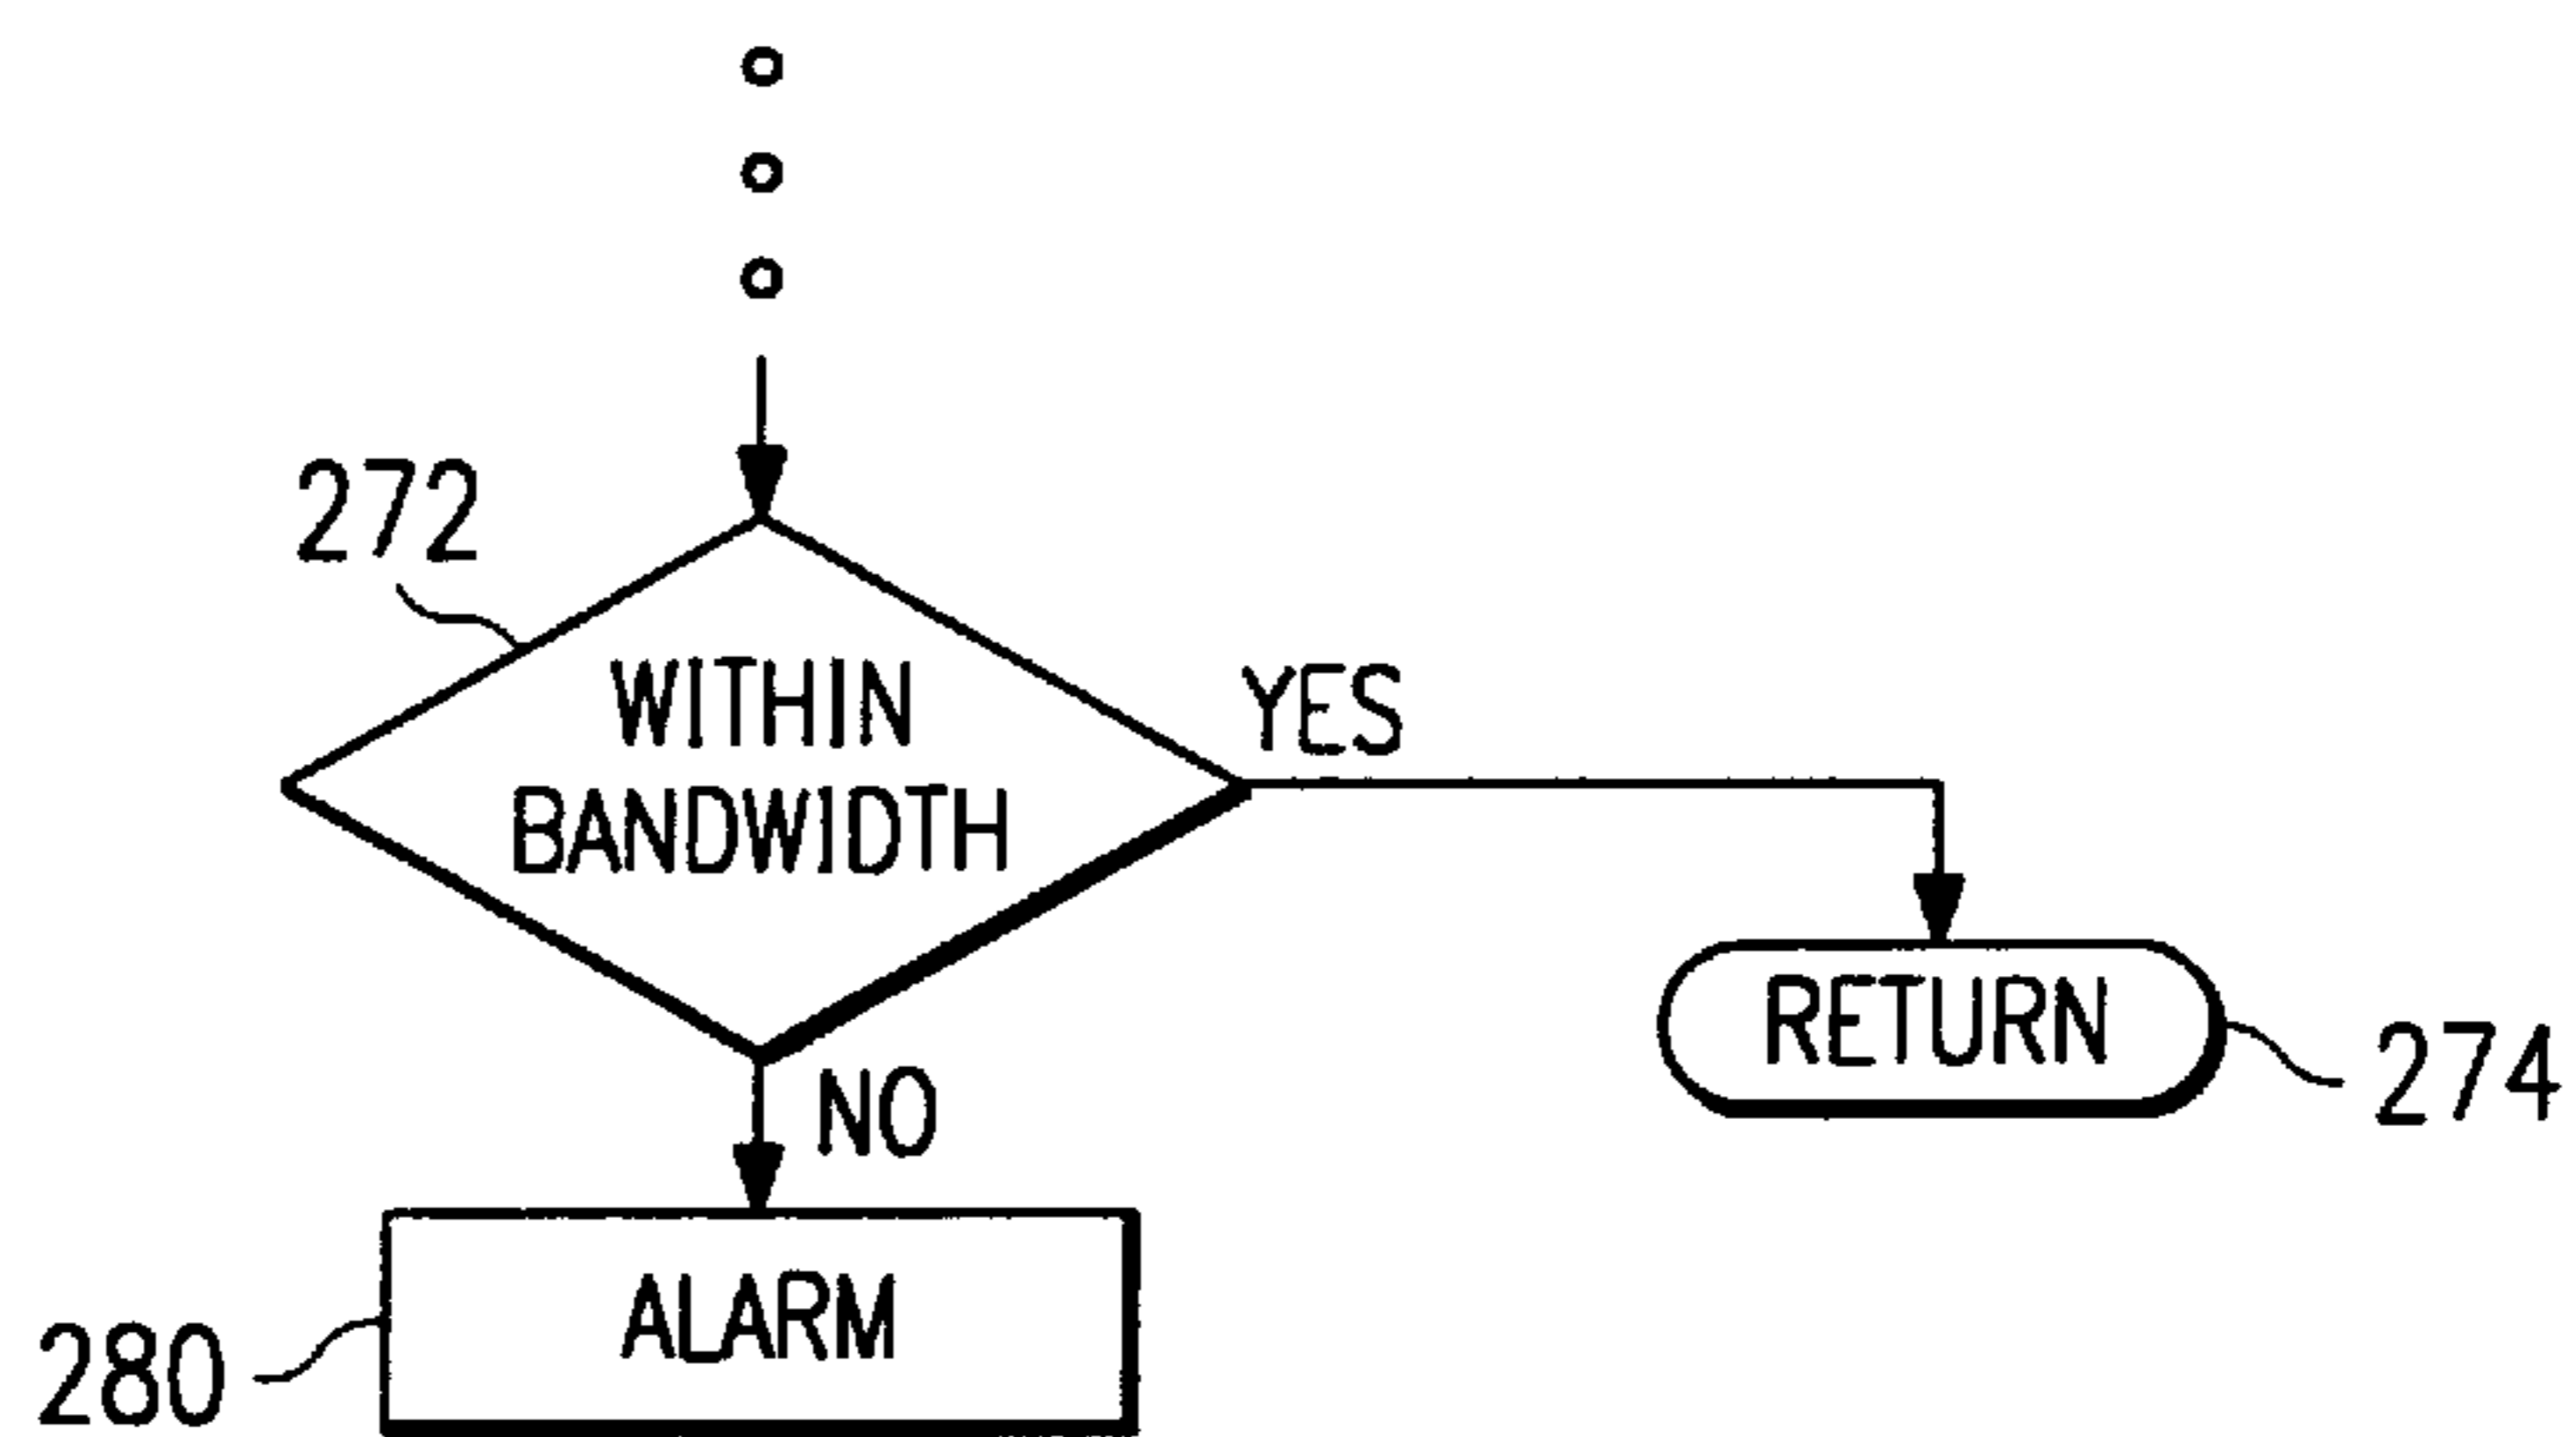 272
WITHIN
BANDWIDTH
YES
RETURN
274
NO
ALARM
280